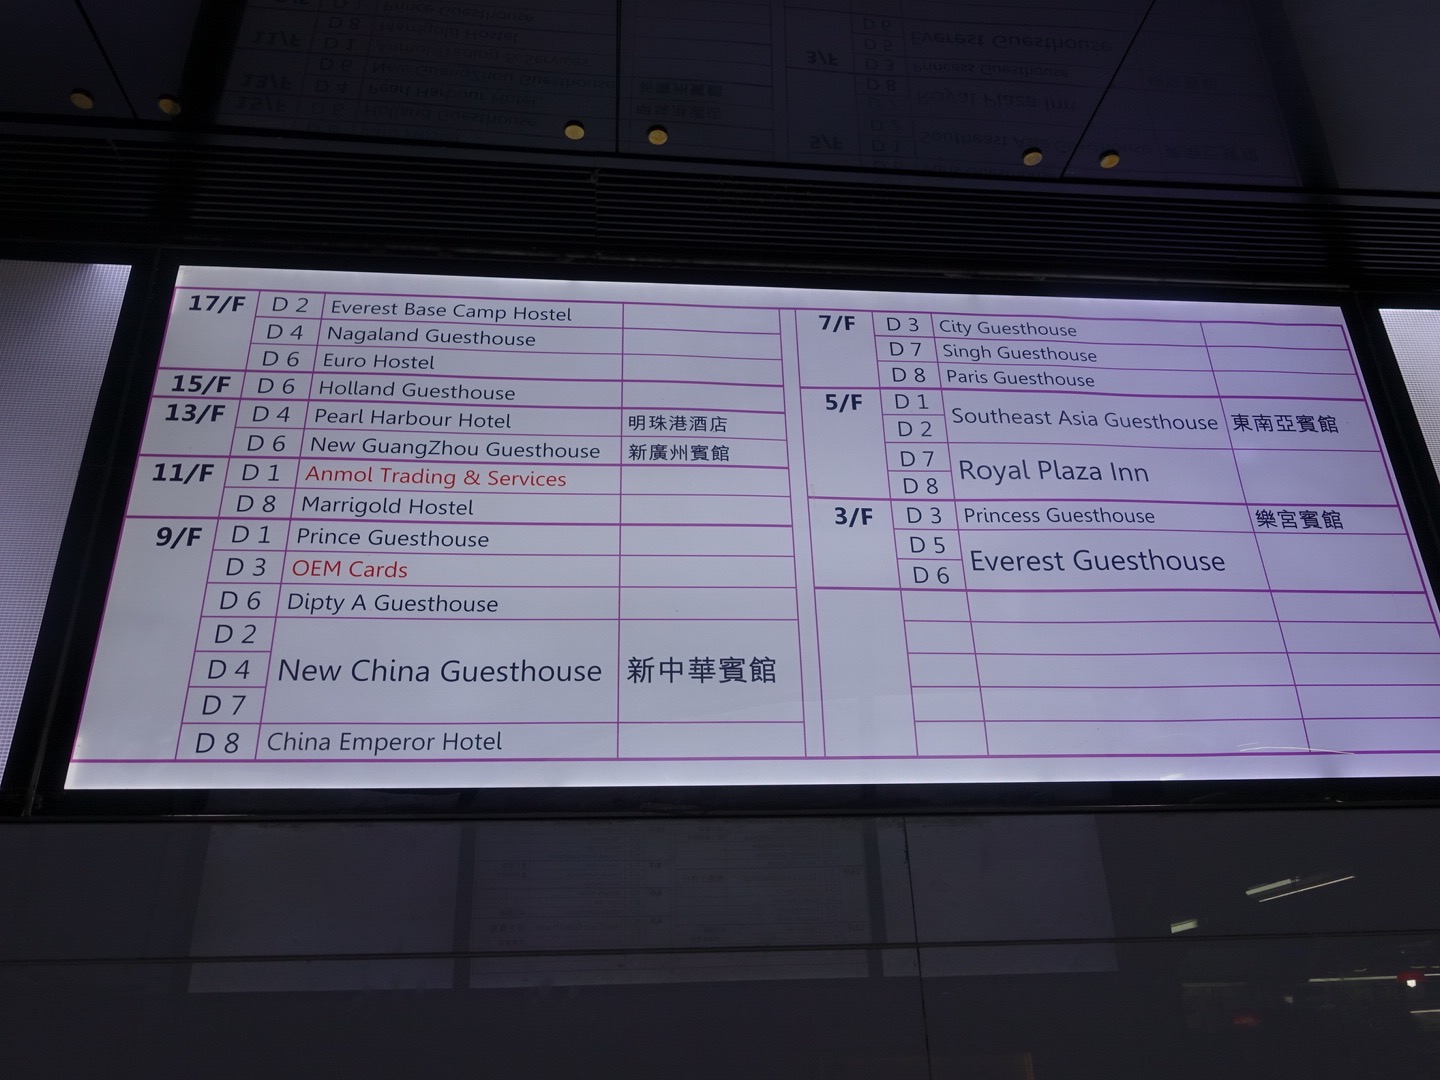 17/F D 2 Everest Base Camp Hostel
D 4 Nagaland Guesthouse
D 6 Euro Hostel
15/F D 6 Holland Guesthouse
13/F D 4 Pearl Harbour Hotel 明珠港酒店
D 6 New GuangZhou Guesthouse 新廣州賓館
11/F D 1 Anmol Trading & Services
D 8 Marrigold Hostel
9/F D 1 Prince Guesthouse
D 3 OEM Cards
D 6 Dipty A Guesthouse
D 2
D 4 New China Guesthouse 新中華賓館
D 7
D 8 China Emperor Hotel
7/F D 3 City Guesthouse
D 7 Singh Guesthouse
D 8 Paris Guesthouse
5/F D 1 Southeast Asia Guesthouse 東南亞賓館
D 2
D 7 Royal Plaza Inn
D 8
3/F D 3 Princess Guesthouse 樂宮賓館
D 5 Everest Guesthouse
D 6